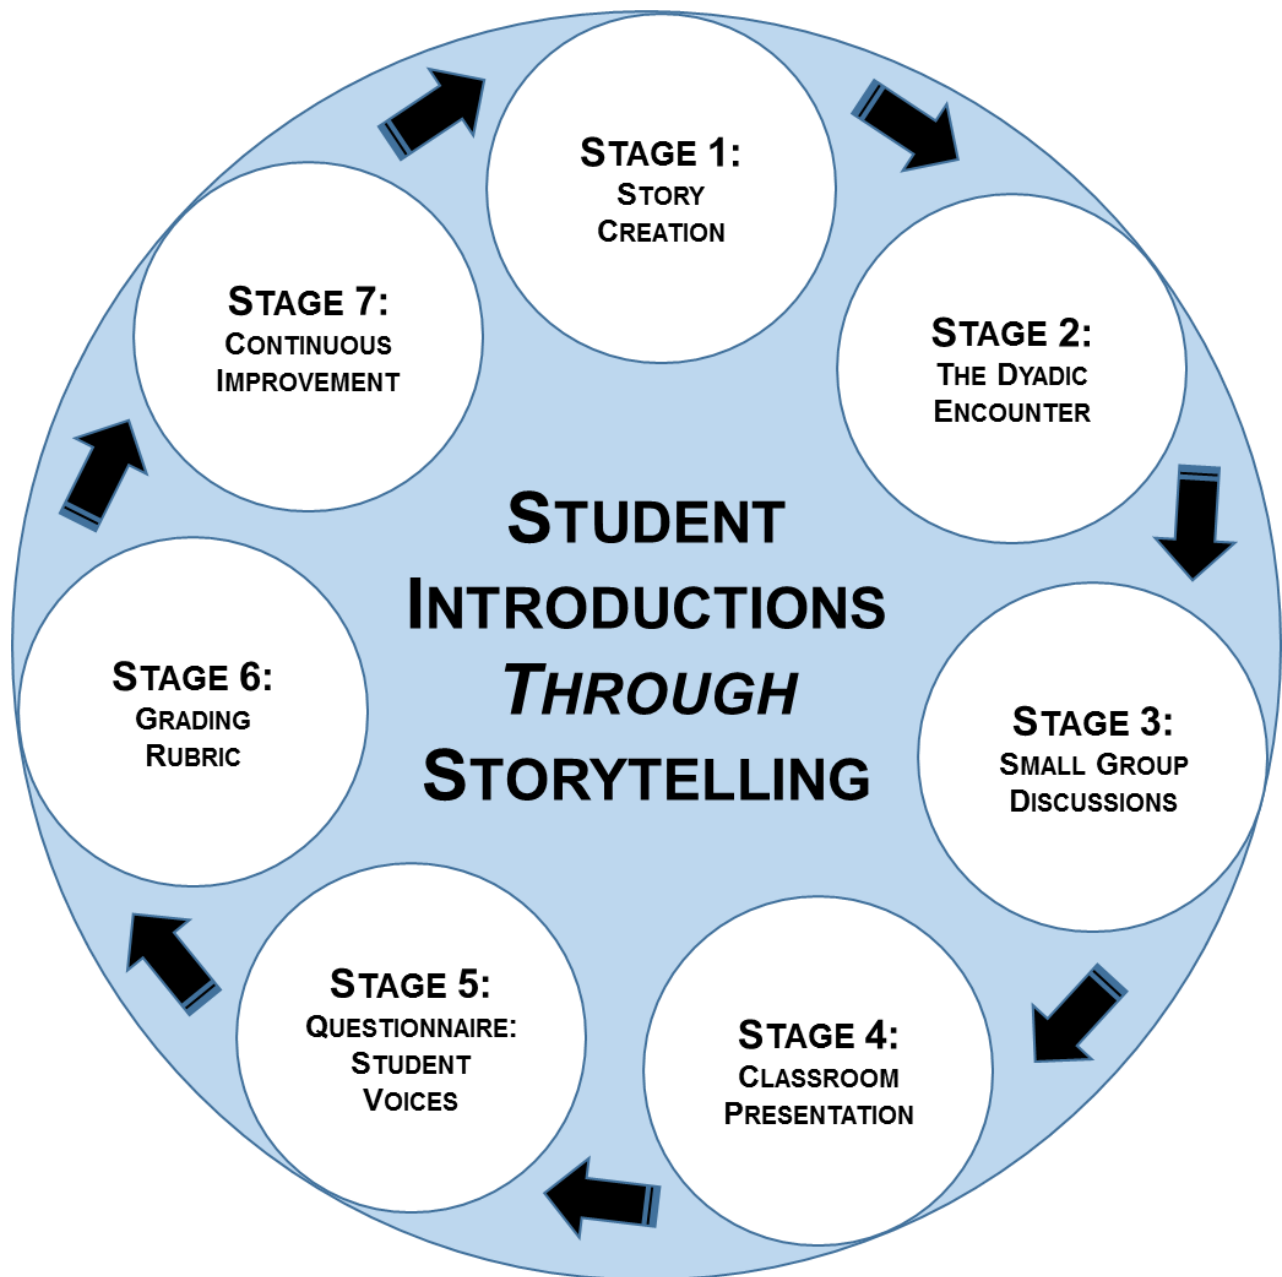 STAGE 1:
STORY
CREATION
STAGE 2:
THE DYADIC
ENCOUNTER
STAGE 3:
SMALL GROUP
DISCUSSIONS
STAGE 4:
CLASSROOM
PRESENTATION
STAGE 5:
QUESTIONNAIRE:
STUDENT
VOICES
STAGE 6:
GRADING
RUBRIC
STAGE 7:
CONTINUOUS
IMPROVEMENT
STUDENT
INTRODUCTIONS
THROUGH
STORYTELLING